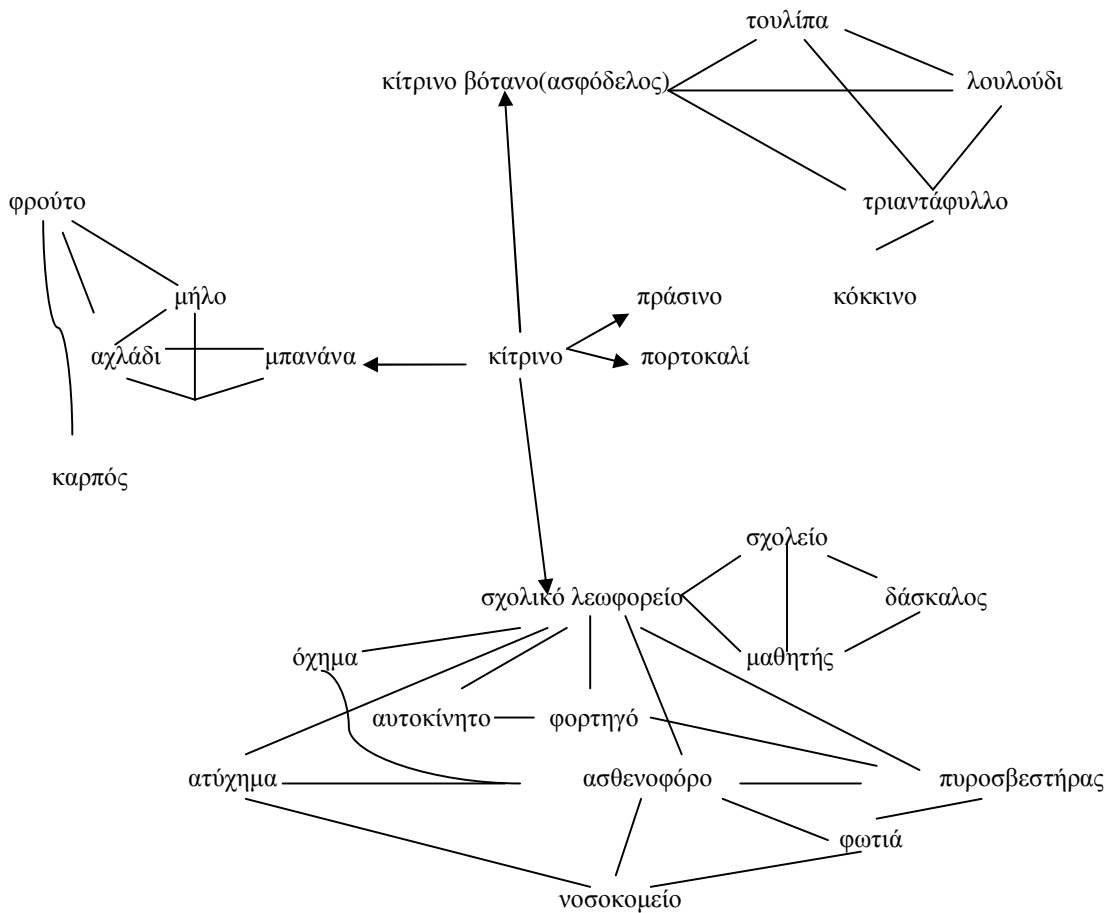 τουλίπα
κίτρινο βότανο(ασφόδελος)
λουλούδι
φρούτο
τριαντάφυλλο
μήλο
πράσινο
κόκκινο
αχλάδι
μπανάνα
κίτρινο
πορτοκαλί
καρπός
σχολείο
σχολικό λεωφορείο
δάσκαλος
όχημα
μαθητής
αυτοκίνητο
φορτηγό
ατύχημα
ασθενοφόρο
πυροσβεστήρας
φωτιά
νοσοκομείο